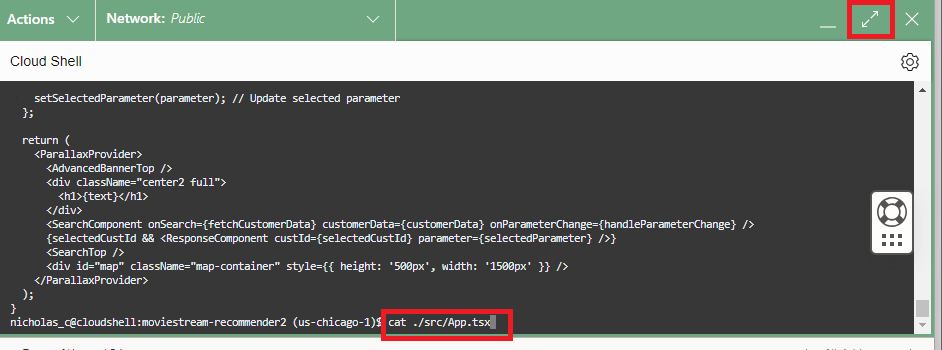 Actions Network: Public
Cloud Shell
setSelectedParameter(parameter); // Update selected parameter
};
return (
<ParallaxProvider>
<AdvancedBannerTop />
<div className="center2 full">
<h1>{text}</h1>
</div>
<SearchComponent onSearch={fetchCustomerData} customerData={customerData} onParameterChange={handleParameterChange} />
{selectedCustId && <ResponseComponent custId={selectedCustId} parameter={selectedParameter} />}
<SearchTop />
<div id="map" className="map-container" style={{ height: '500px', width: '1500px' }} />
</ParallaxProvider>
);
}
nicholas_c@cloudshell:moviestream-recommender2 (us-chicago-1)$ cat ./src/App.tsx